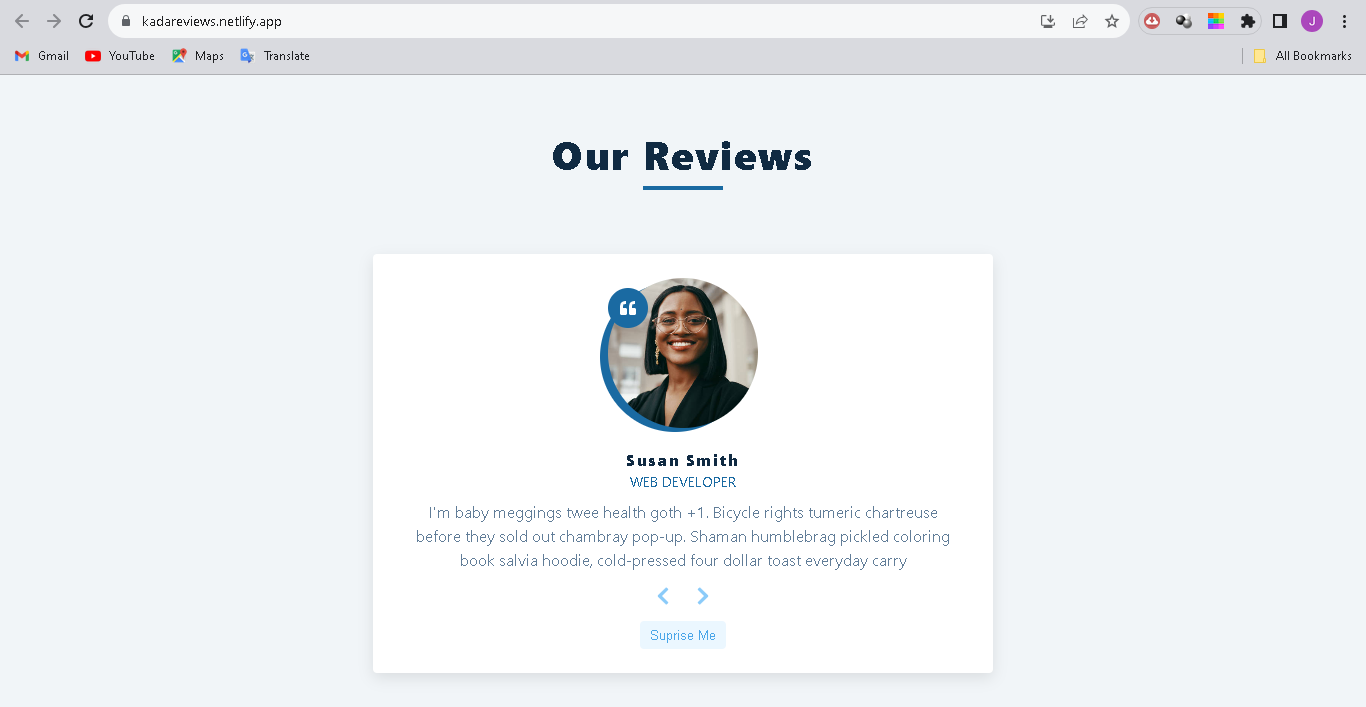 kadareviews.netlify.app
J
Gmail
YouTube
Maps
Translate
All Bookmarks
Our Reviews
Susan Smith
WEB DEVELOPER
I'm baby meggings twee health goth +1. Bicycle rights tumeric chartreuse
before they sold out chambray pop-up. Shaman humblebrag pickled coloring
book salvia hoodie, cold-pressed four dollar toast everyday carry
Suprise Me